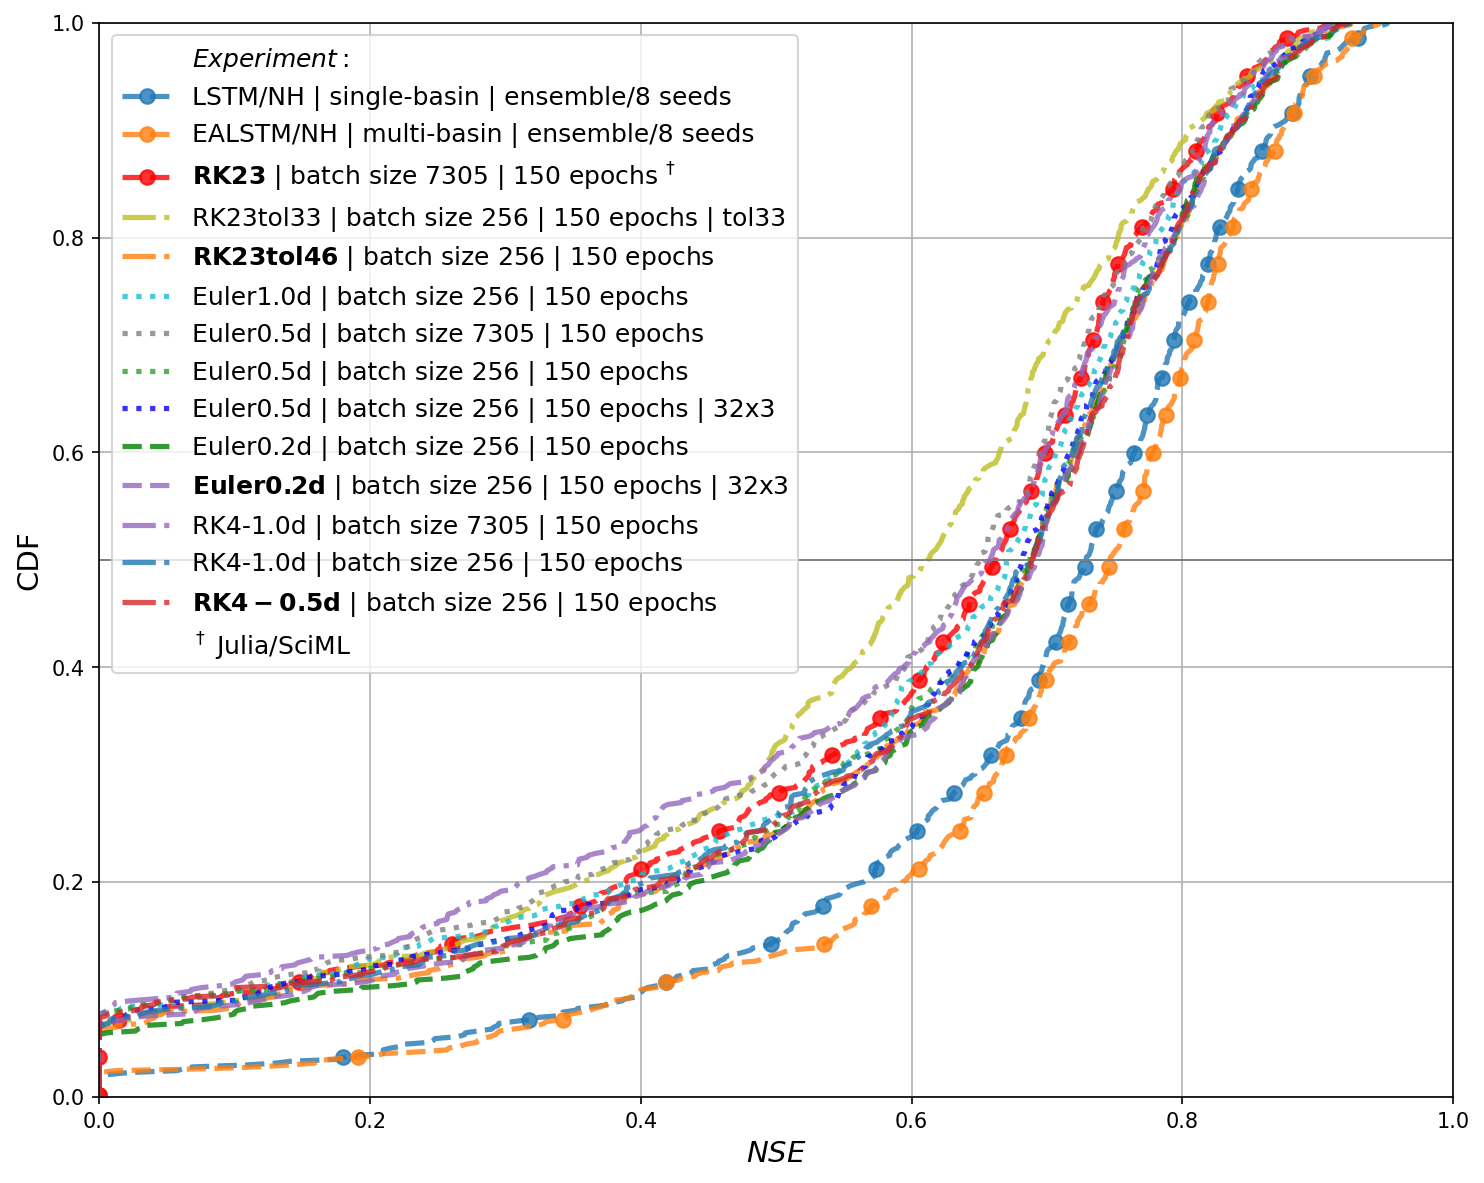 1.0
0.8
0.6
0.4
0.2
0.0
CDF
Experiment:
LSTM/NH | single-basin | ensemble/8 seeds
EALSTM/NH | multi-basin | ensemble/8 seeds
RK23 | batch size 7305 | 150 epochs †
RK23tol33 | batch size 256 | 150 epochs | tol33
RK23tol46 | batch size 256 | 150 epochs
Euler1.0d | batch size 256 | 150 epochs
Euler0.5d | batch size 7305 | 150 epochs
Euler0.5d | batch size 256 | 150 epochs
Euler0.5d | batch size 256 | 150 epochs | 32x3
Euler0.2d | batch size 256 | 150 epochs
Euler0.2d | batch size 256 | 150 epochs | 32x3
RK4-1.0d | batch size 7305 | 150 epochs
RK4-1.0d | batch size 256 | 150 epochs
RK4−0.5d | batch size 256 | 150 epochs
† Julia/SciML
0.0 0.2 0.4 0.6 0.8 1.0
NSE